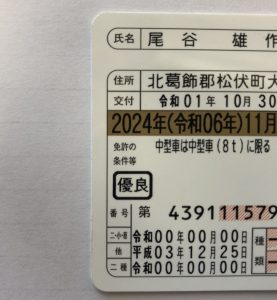 氏名 尾谷 雄作
住所 北葛飾郡松伏町大
交付 令和01年10月30
2024年(令和06年)11月
免許の条件等 中型車は中型車(8t)に限る
優良
番号 第 439111579
二・小・原 令和00年00月00日
他 平成03年12月25日
二種 令和00年00月00日
種類